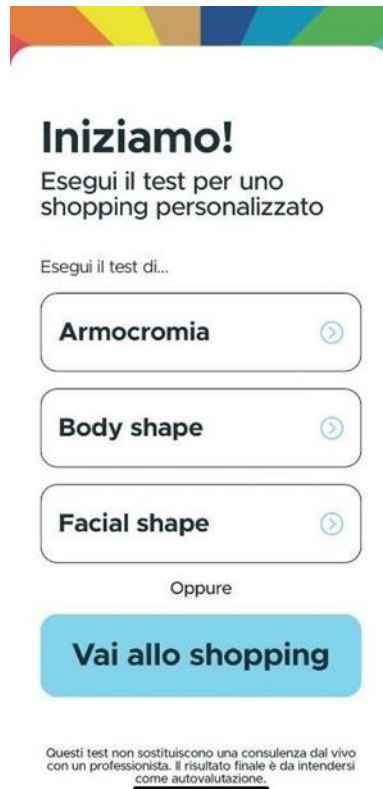 Iniziamo!
Esegui il test per uno
shopping personalizzato
Esegui il test di...
Armocromia
Body shape
Facial shape
Oppure
Vai allo shopping
Questi test non sostituiscono una consulenza dal vivo
con un professionista. Il risultato finale è da intendersi
come autovalutazione.